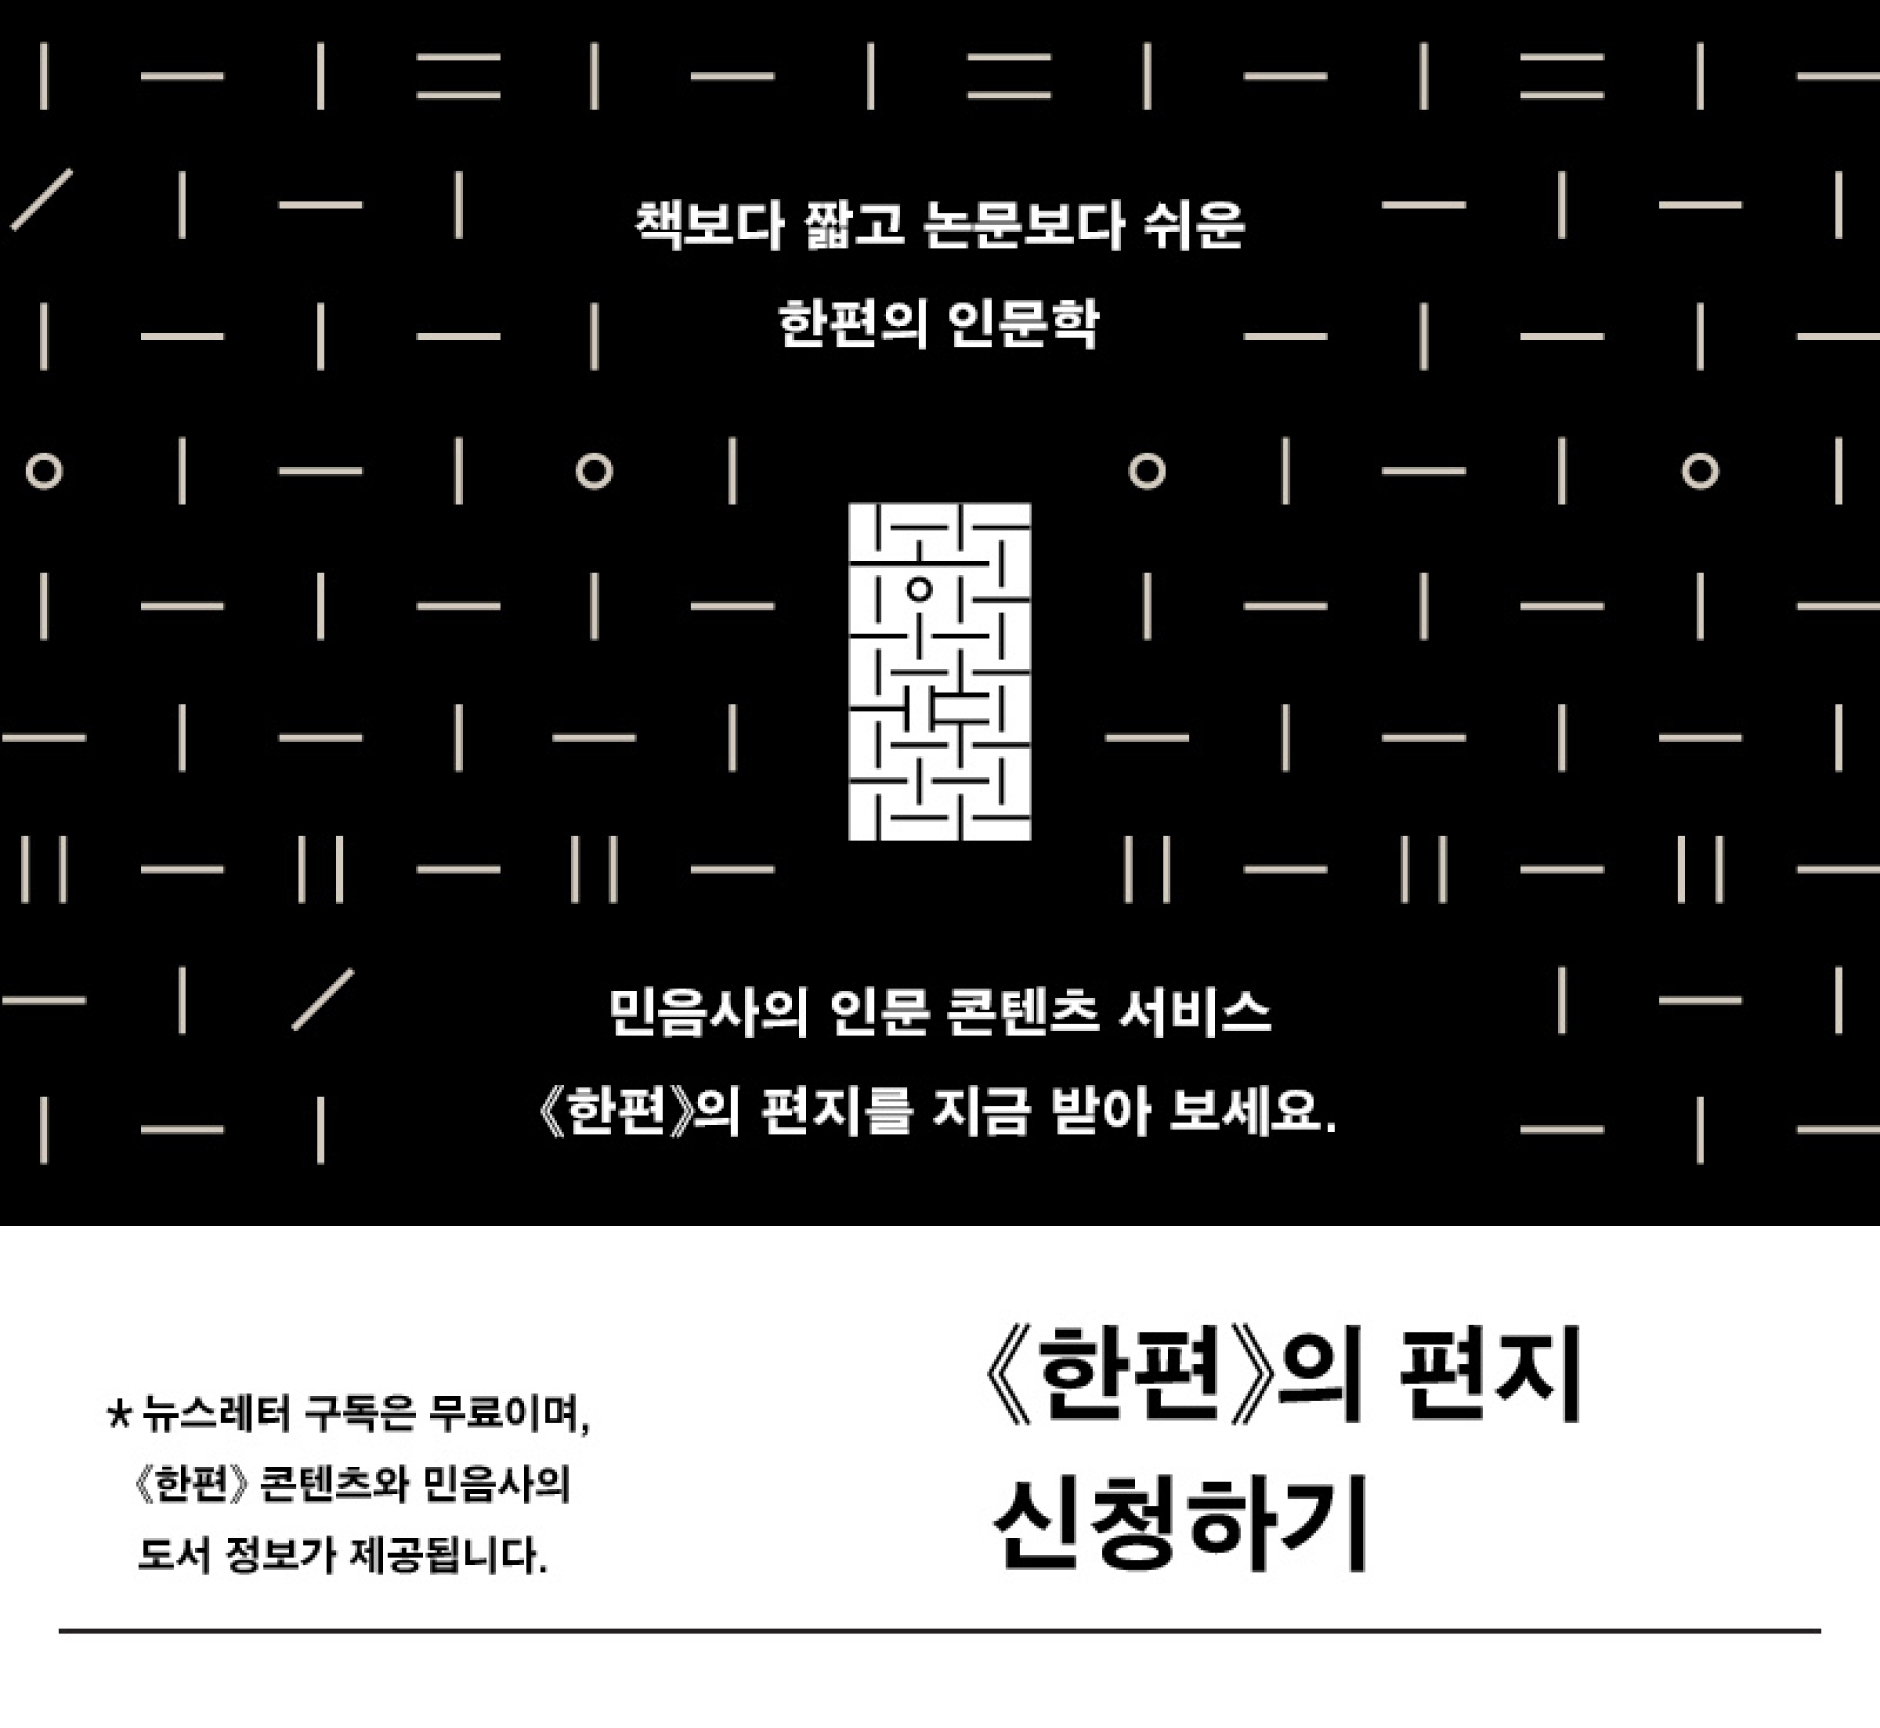 책보다 짧고 논문보다 쉬운
한편의 인문학
민음사의 인문 콘텐츠 서비스
《한편》의 편지를 지금 받아 보세요.
* 뉴스레터 구독은 무료이며,
《한편》 콘텐츠와 민음사의
도서 정보가 제공됩니다.
《한편》의 편지
신청하기